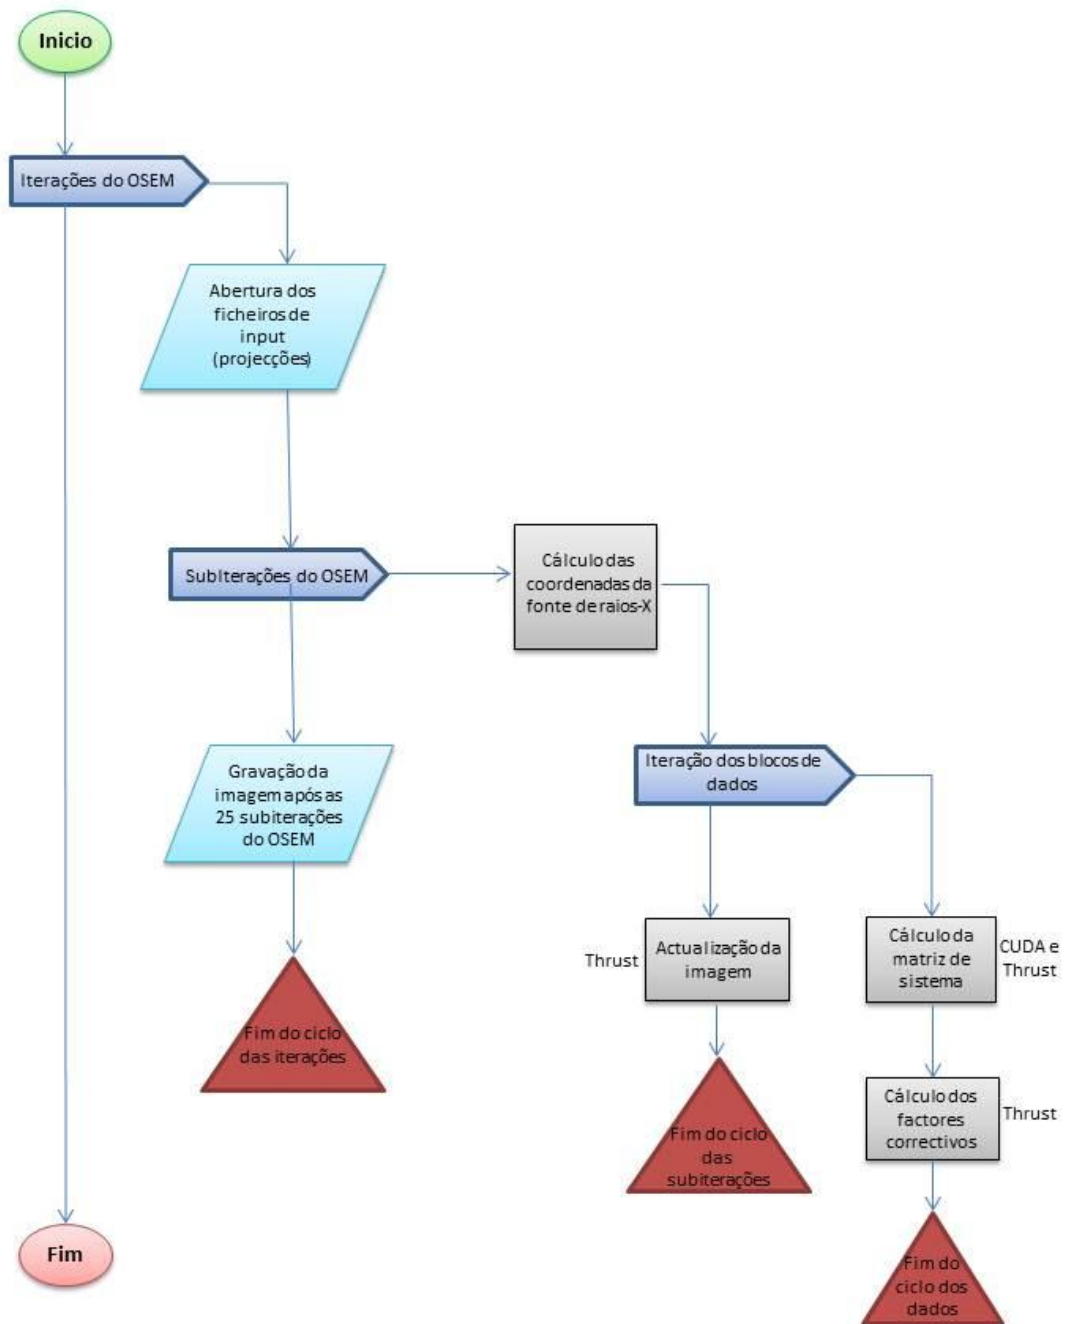 Inicio
Iterações do OSEM
Abertura dos
ficheiros de
input
(projecções)
SubIterações do OSEM
Cálculo das
coordenadas da
fonte de raios-X
Gravação da
imagem após as
25 subiterações
do OSEM
Fim do ciclo
das iterações
Iteração dos blocos de
dados
Thrust
Actualização da
imagem
Fim do ciclo
das
subiterações
Cálculo da
matriz de
sistema
CUDA e
Thrust
Cálculo dos
factores
correctivos
Thrust
Fim do
ciclo dos
dados
Fim